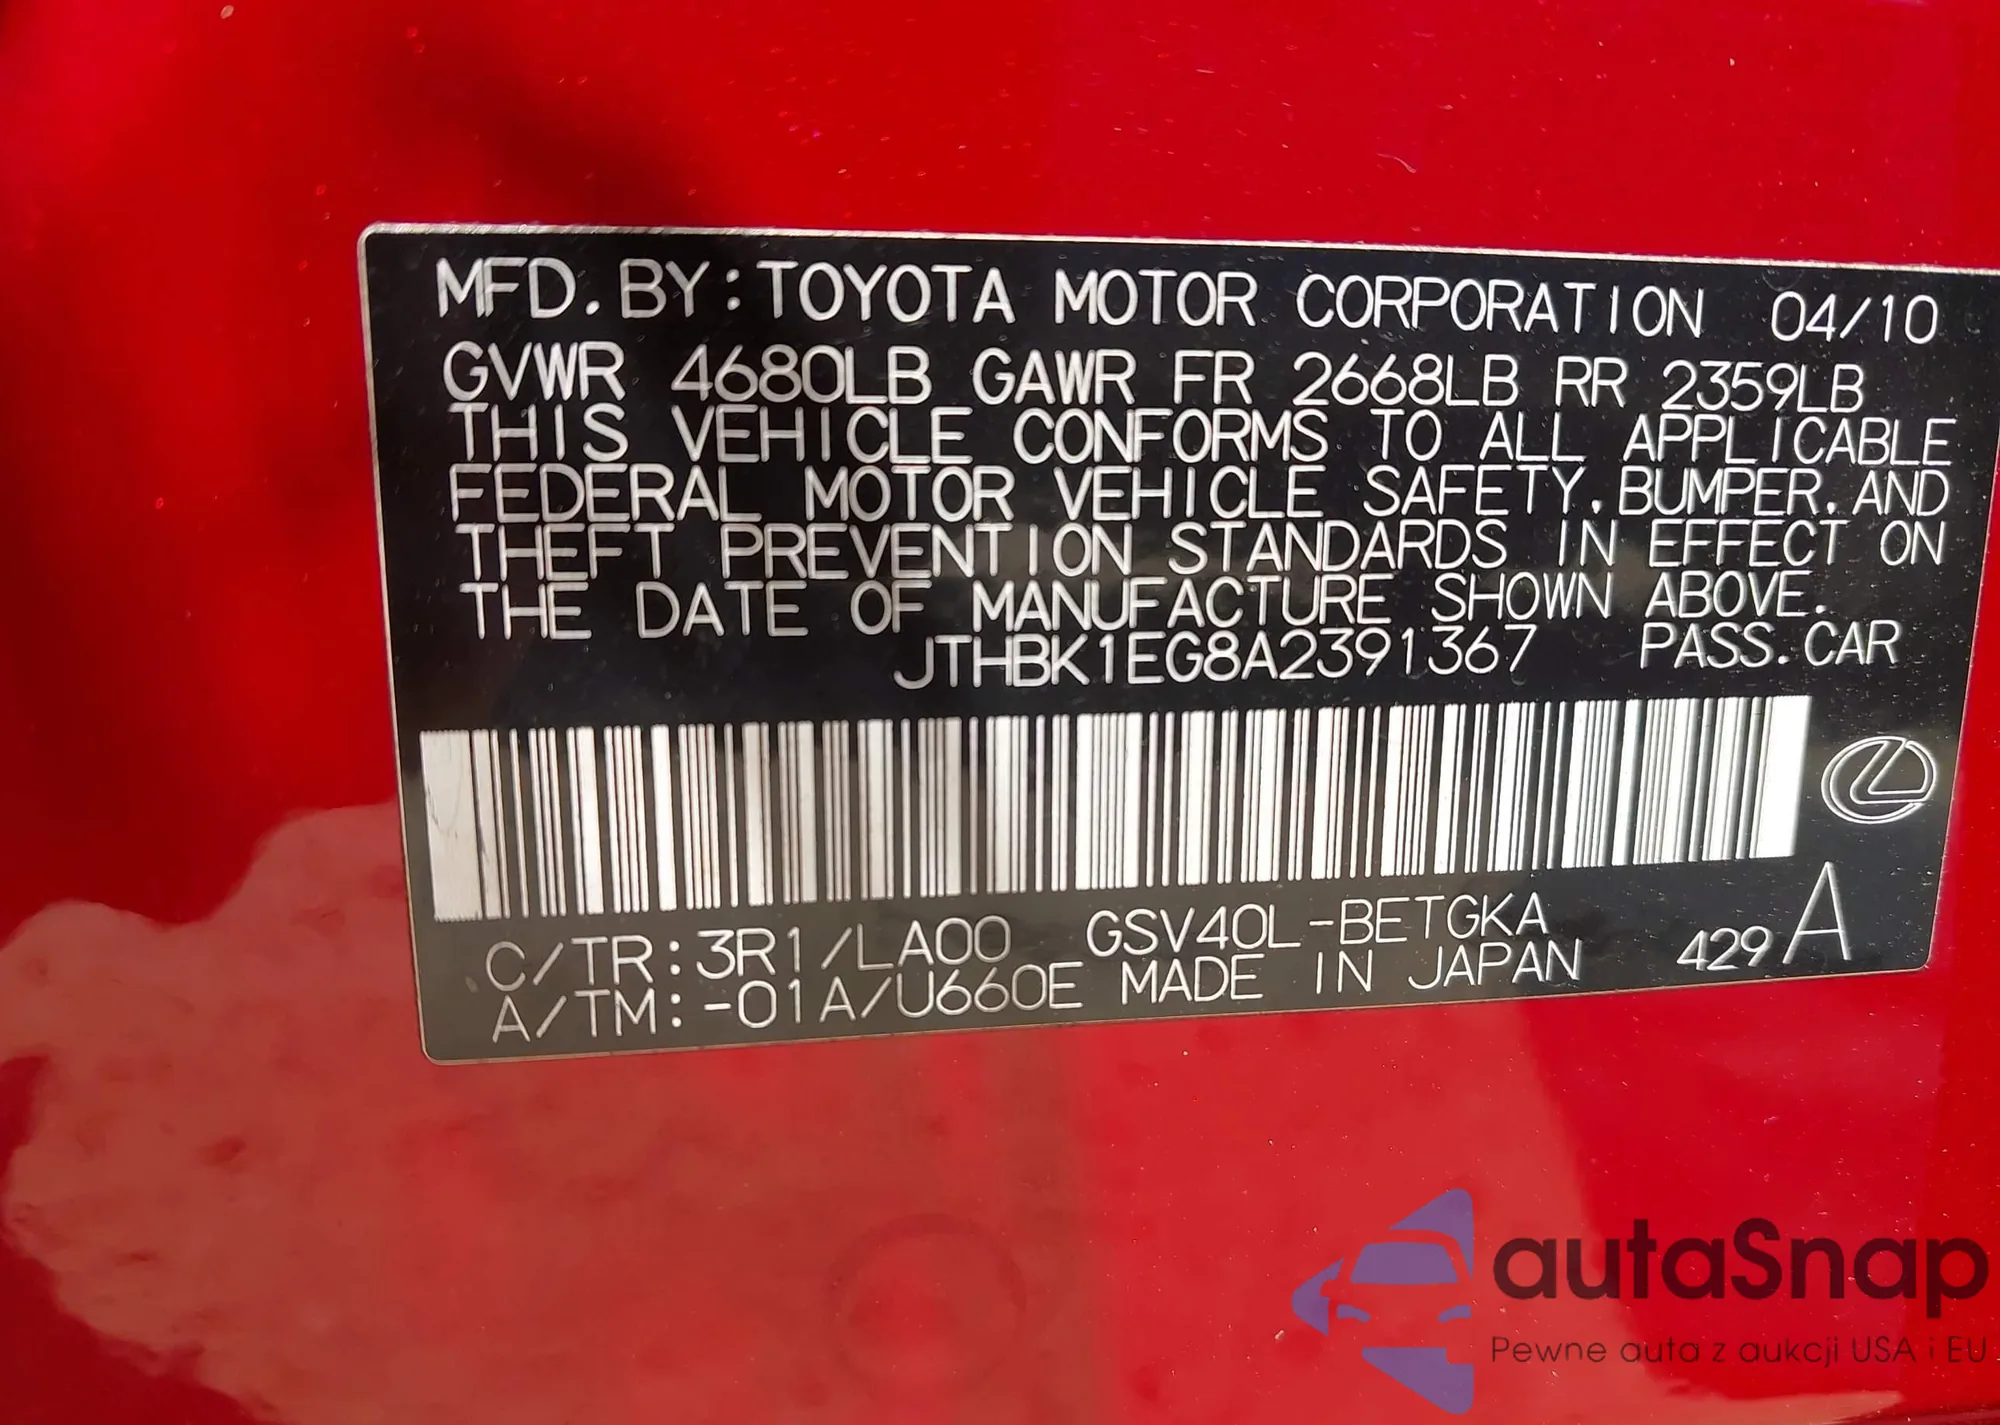 MFD. BY: TOYOTA MOTOR CORPORATION 04/10
GVWR 4680LB GAWR FR 2668LB RR 2359LB
THIS VEHICLE CONFORMS TO ALL APPLICABLE
FEDERAL MOTOR VEHICLE SAFETY, BUMPER, AND
THEFT PREVENTION STANDARDS IN EFFECT ON
THE DATE OF MANUFACTURE SHOWN ABOVE.
JTHBK1EG8A2391367 PASS. CAR
C/TR: 3R1/LA00 GSV40L-BETGKA
A/TM: -01A/U660E MADE IN JAPAN 429 A
autaSnap
Pewne auta z aukcji USA i EU